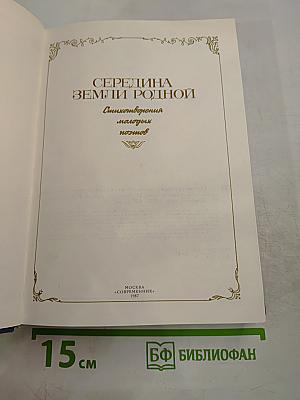 СЕРЕДИНА
ЗЕМЛИ РОДНОЙ
Стихотворения
молодых
поэтов
МОСКВА
«СОВРЕМЕННИК»
1987
15 см
БФ БИБЛИОФАН